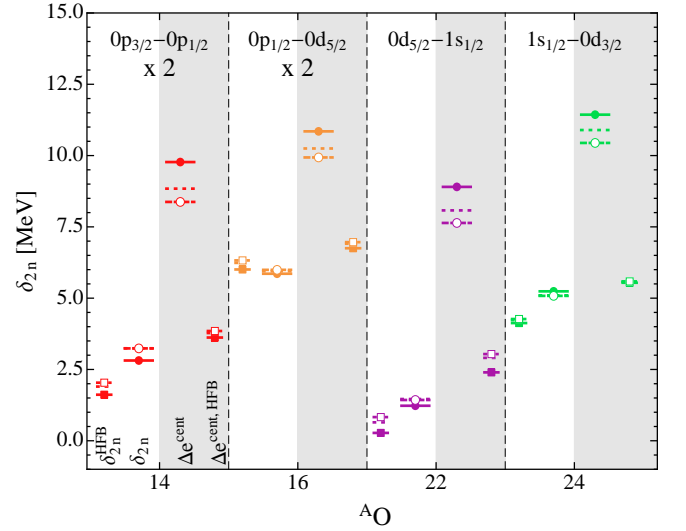 15.0
12.5
10.0
7.5
5.0
2.5
0.0
δ₂ₙ [MeV]
0p₃/₂−0p₁/₂
x 2
0p₁/₂−0d₅/₂
x 2
0d₅/₂−1s₁/₂
1s₁/₂−0d₃/₂
δ₂ₙᴴᶠᴮ
δ₂ₙ
Δeᶜᵉⁿᵗ
Δeᶜᵉⁿᵗ, ᴴᶠᴮ
14
16
22
24
ᴬO